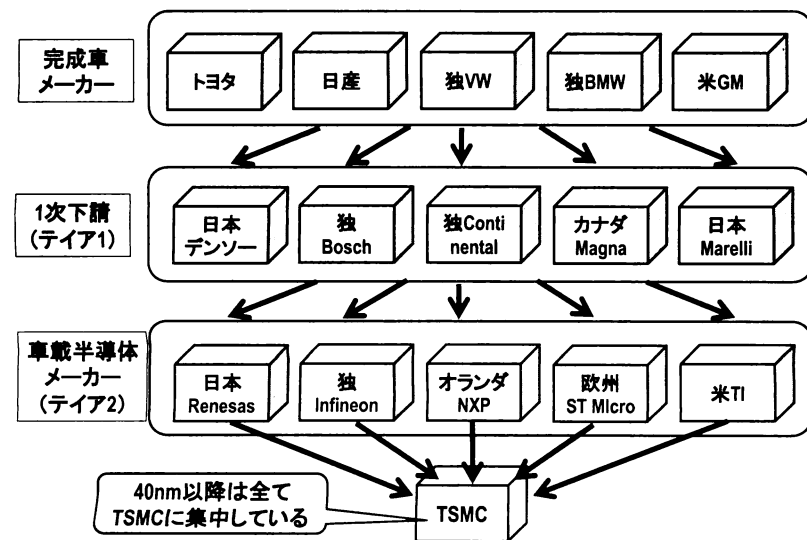 完成車
メーカー
トヨタ
日産
独VW
独BMW
米GM
1次下請
(テイア1)
日本
デンソー
独
Bosch
独Conti
nental
カナダ
Magna
日本
Marelli
車載半導体
メーカー
(テイア2)
日本
Renesas
独
Infineon
オランダ
NXP
欧州
ST MIcro
米TI
40nm以降は全て
TSMCに集中している
TSMC